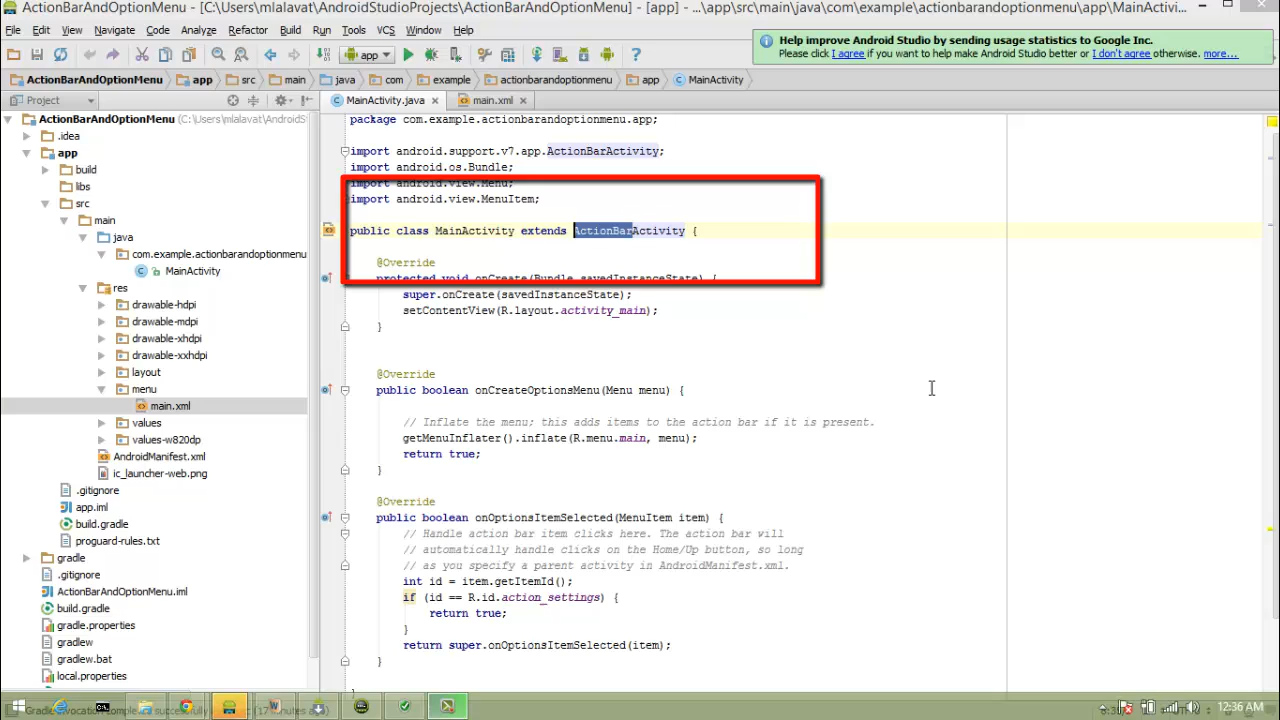 ActionBarAndOptionMenu - [C:\Users\mlalavat\AndroidStudioProjects\ActionBarAndOptionMenu] - [app] - ...\app\src\main\java\com\example\actionbarandoptionmenu\app\MainActivi...
File Edit View Navigate Code Analyze Refactor Build Run Tools VCS Window Help
app
Help improve Android Studio by sending usage statistics to Google Inc.
Please click I agree if you want to help make Android Studio better or I don't agree otherwise. more...
ActionBarAndOptionMenu app src main java com example actionbarandoptionmenu app MainActivity
Project
MainActivity.java main.xml
ActionBarAndOptionMenu (C:\Users\mlalavat\AndroidS
.idea
app
build
libs
src
main
java
com.example.actionbarandoptionmenu
MainActivity
res
drawable-hdpi
drawable-mdpi
drawable-xhdpi
drawable-xxhdpi
layout
menu
main.xml
values
values-w820dp
AndroidManifest.xml
ic_launcher-web.png
.gitignore
app.iml
build.gradle
proguard-rules.txt
gradle
.gitignore
ActionBarAndOptionMenu.iml
build.gradle
gradle.properties
gradlew
gradlew.bat
local.properties
package com.example.actionbarandoptionmenu.app;
import android.support.v7.app.ActionBarActivity;
import android.os.Bundle;
import android.view.Menu;
import android.view.MenuItem;
public class MainActivity extends ActionBarActivity {
@Override
protected void onCreate(Bundle savedInstanceState) {
super.onCreate(savedInstanceState);
setContentView(R.layout.activity_main);
}
@Override
public boolean onCreateOptionsMenu(Menu menu) {
// Inflate the menu; this adds items to the action bar if it is present.
getMenuInflater().inflate(R.menu.main, menu);
return true;
}
@Override
public boolean onOptionsItemSelected(MenuItem item) {
// Handle action bar item clicks here. The action bar will
// automatically handle clicks on the Home/Up button, so long
// as you specify a parent activity in AndroidManifest.xml.
int id = item.getItemId();
if (id == R.id.action_settings) {
return true;
}
return super.onOptionsItemSelected(item);
}
}
12:36 AM